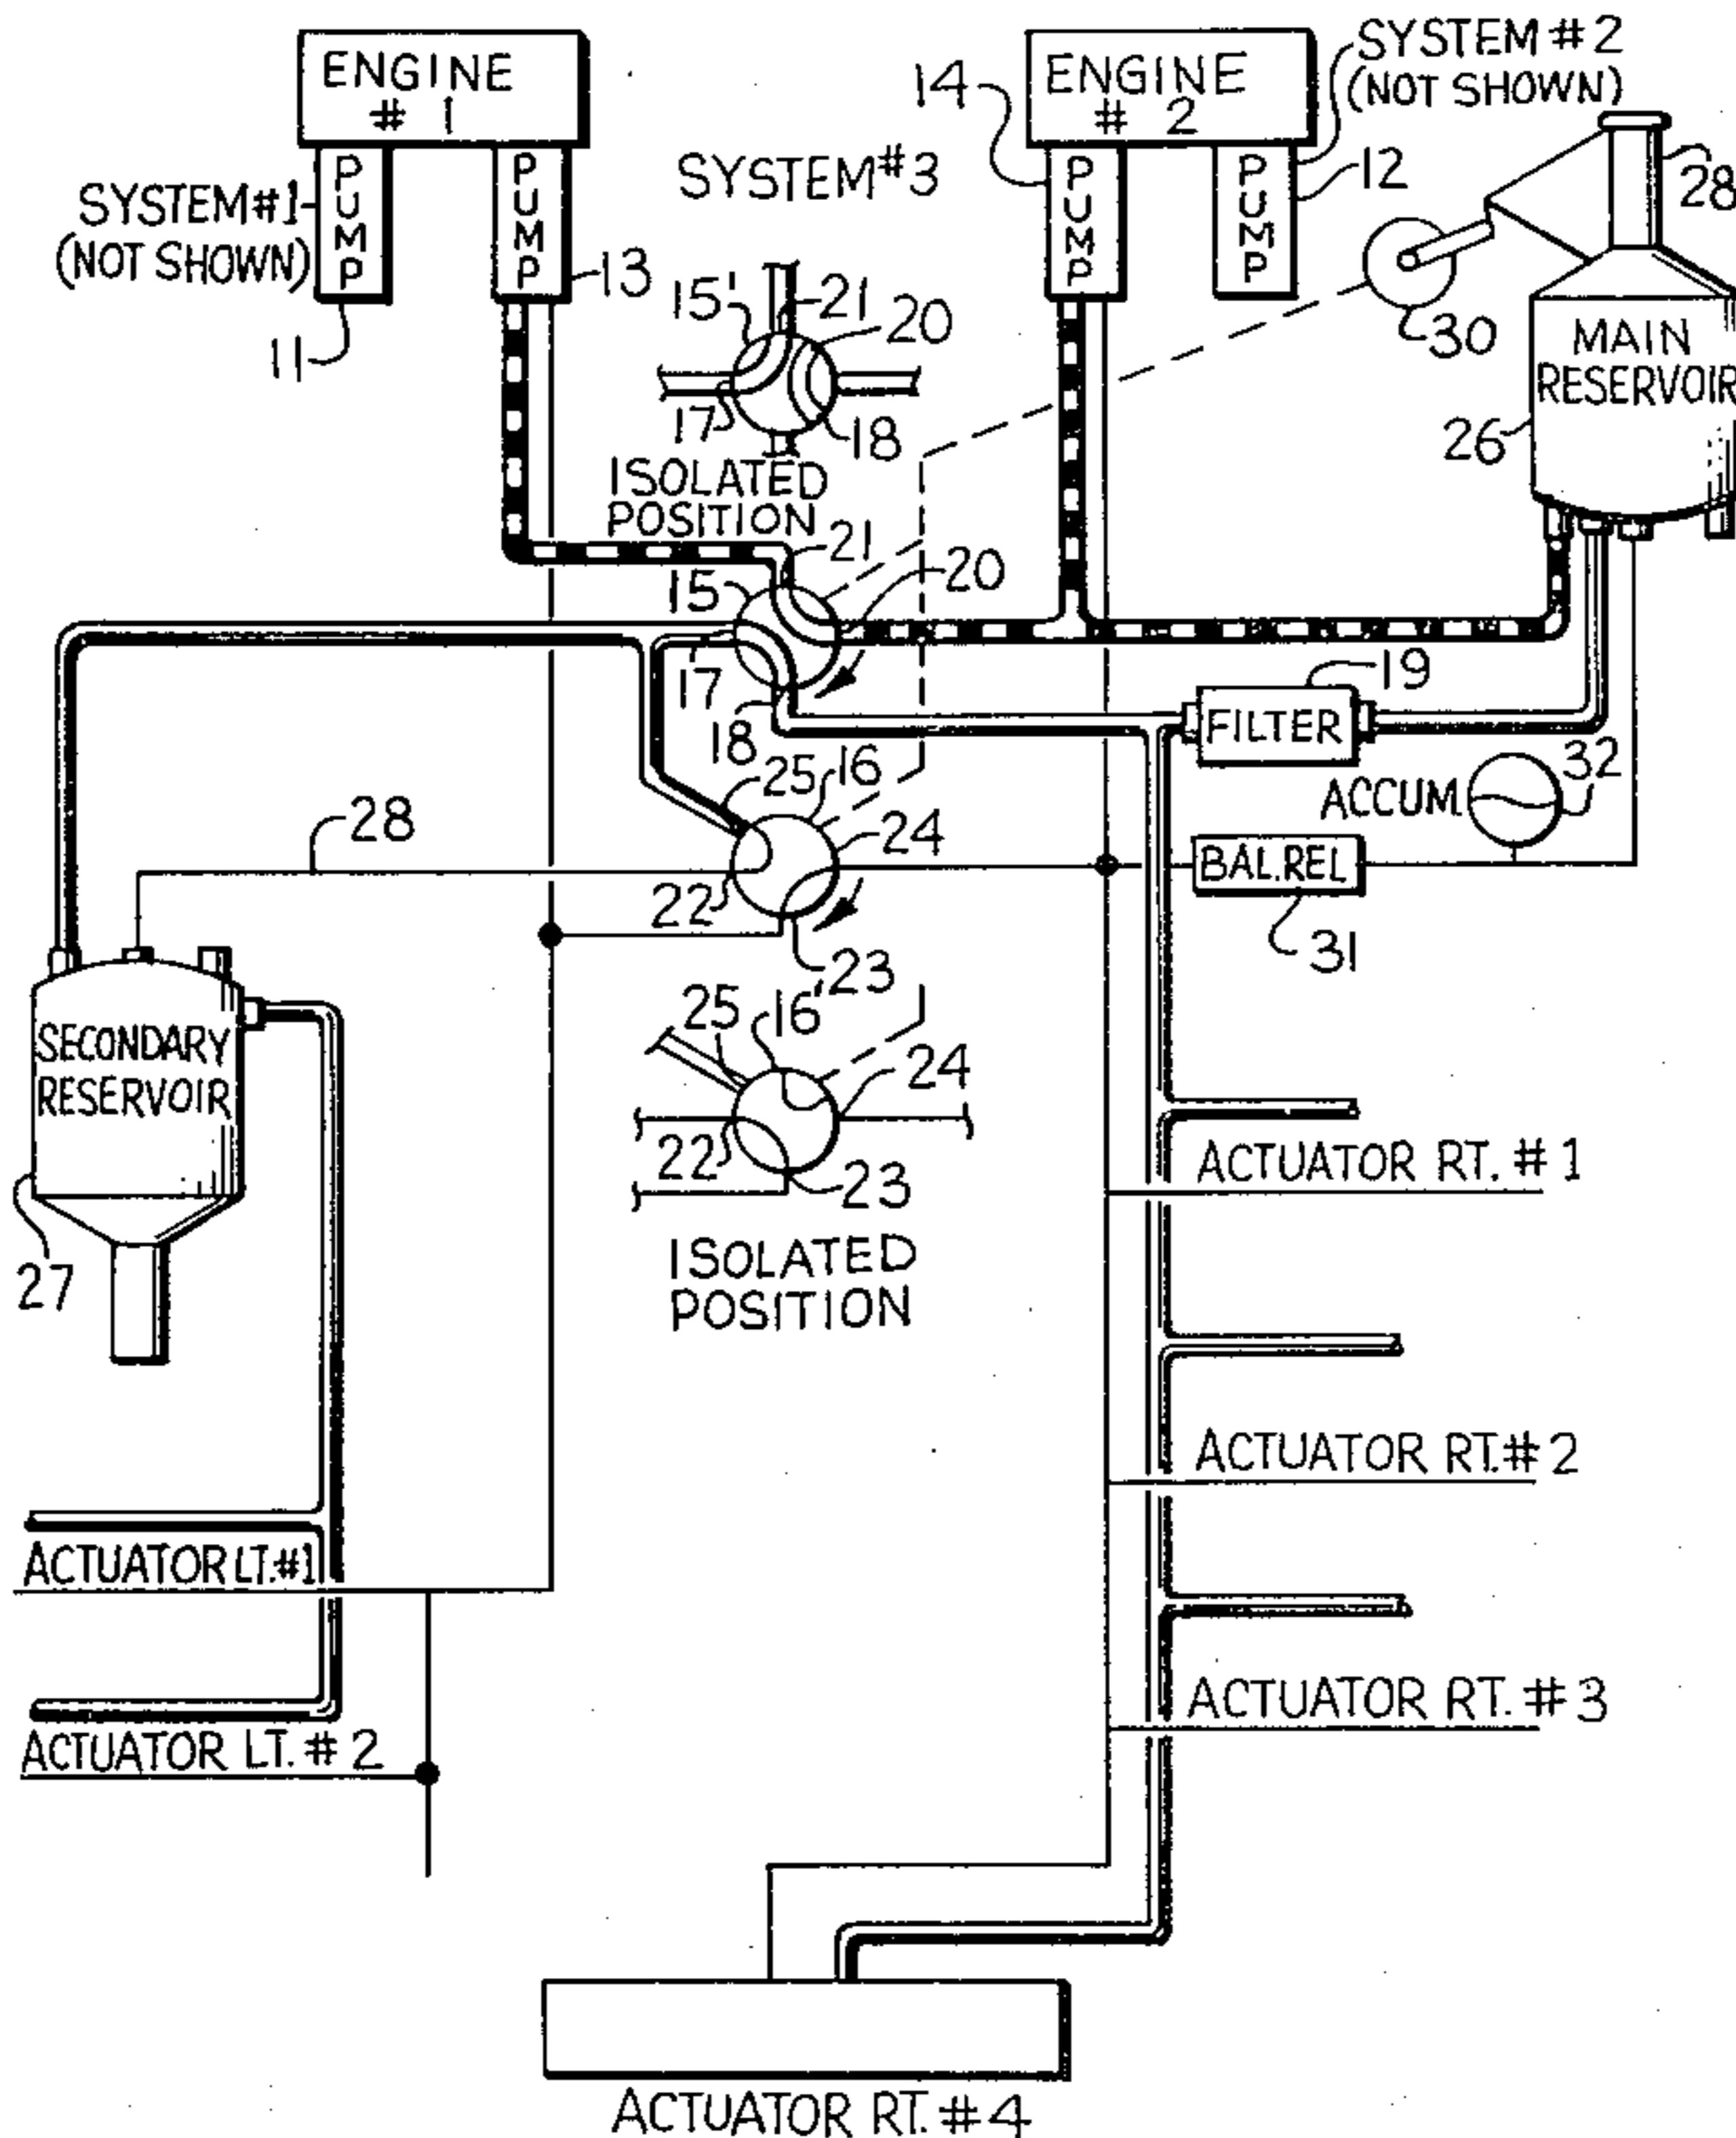 ENGINE
# 1
PUMP
PUMP
SYSTEM #1
(NOT SHOWN)
11
13
SYSTEM #3
ENGINE
# 2
PUMP
PUMP
14
SYSTEM #2
(NOT SHOWN)
12
28
30
MAIN
RESERVOIR
26
15'
21
20
17
18
ISOLATED
POSITION
21
15
20
17
18
19
FILTER
25
16
ACCUM.
32
28
24
22
BAL.REL
31
23
SECONDARY
RESERVOIR
27
25
16'
24
22
23
ISOLATED
POSITION
ACTUATOR RT. #1
ACTUATOR RT.#2
ACTUATOR LT.#1
ACTUATOR RT. #3
ACTUATOR LT. #2
ACTUATOR RT. #4